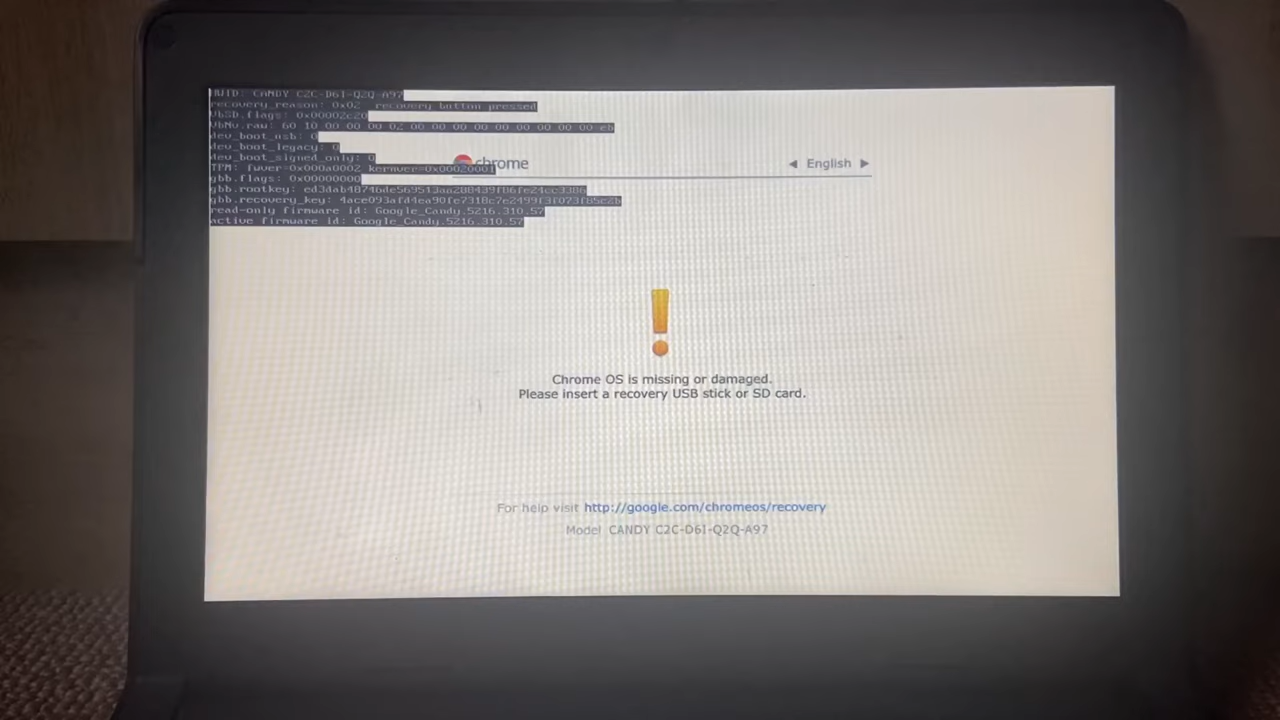 HWID: CANDY C2C-D61-Q2Q-A97
recovery_reason: 0x02 recovery button pressed
VbSD.flags: 0x00002c20
VbNv.raw: 60 10 00 00 00 02 00 00 00 00 00 00 00 00 00 eb
dev_boot_usb: 0
dev_boot_legacy: 0
dev_boot_signed_only: 0
TPM: fwver=0x000a0002 kernver=0x00020001
gbb.flags: 0x00000000
gbb.rootkey:
gbb.recovery_key:
read-only firmware id: Google_Candy.5216.310.57
active firmware id: Google_Candy.5216.310.57
chrome
◀ English ▶
Chrome OS is missing or damaged.
Please insert a recovery USB stick or SD card.
For help visit http://google.com/chromeos/recovery
Model CANDY C2C-D61-Q2Q-A97